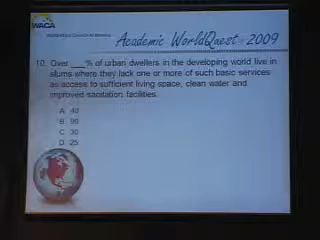 WACA
Academic WorldQuest - 2009
10. Over ___% of urban dwellers in the developing world live in
slums where they lack one or more of such basic services
as access to sufficient living space, clean water and
improved sanitation facilities.
A 40
B 90
C 30
D 25